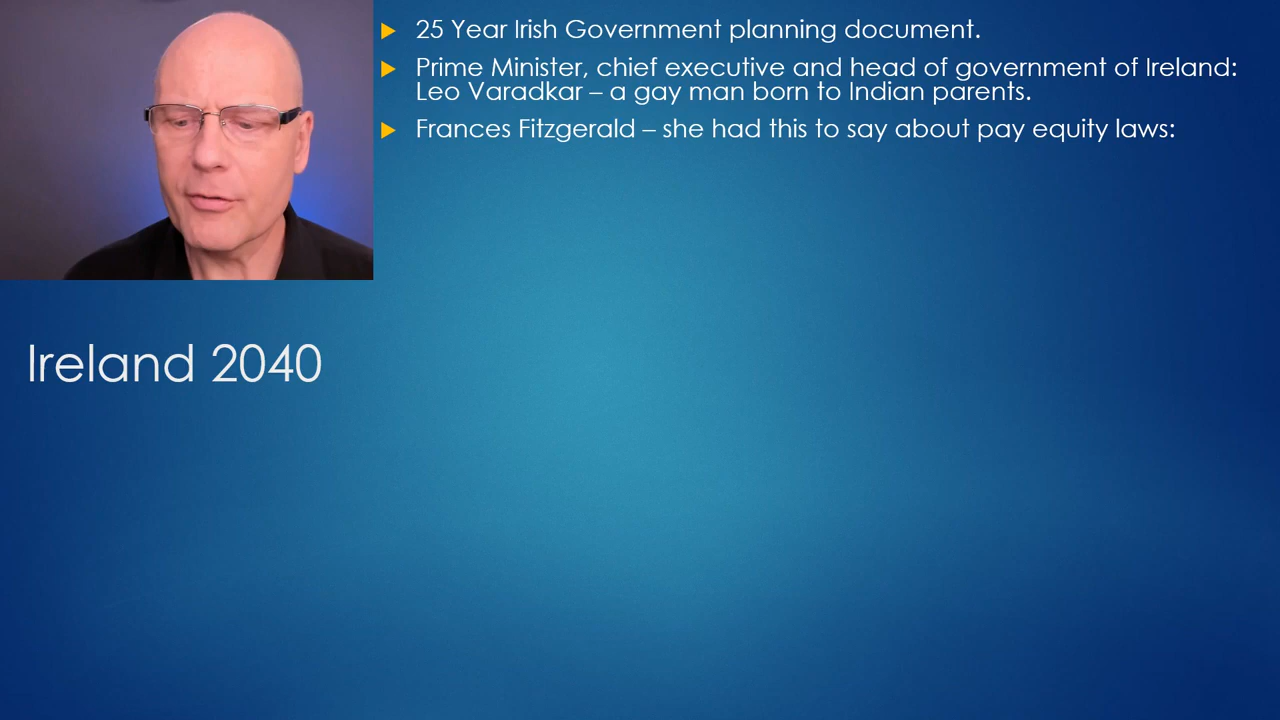 25 Year Irish Government planning document.
Prime Minister, chief executive and head of government of Ireland:
Leo Varadkar – a gay man born to Indian parents.
Frances Fitzgerald – she had this to say about pay equity laws:
Ireland 2040